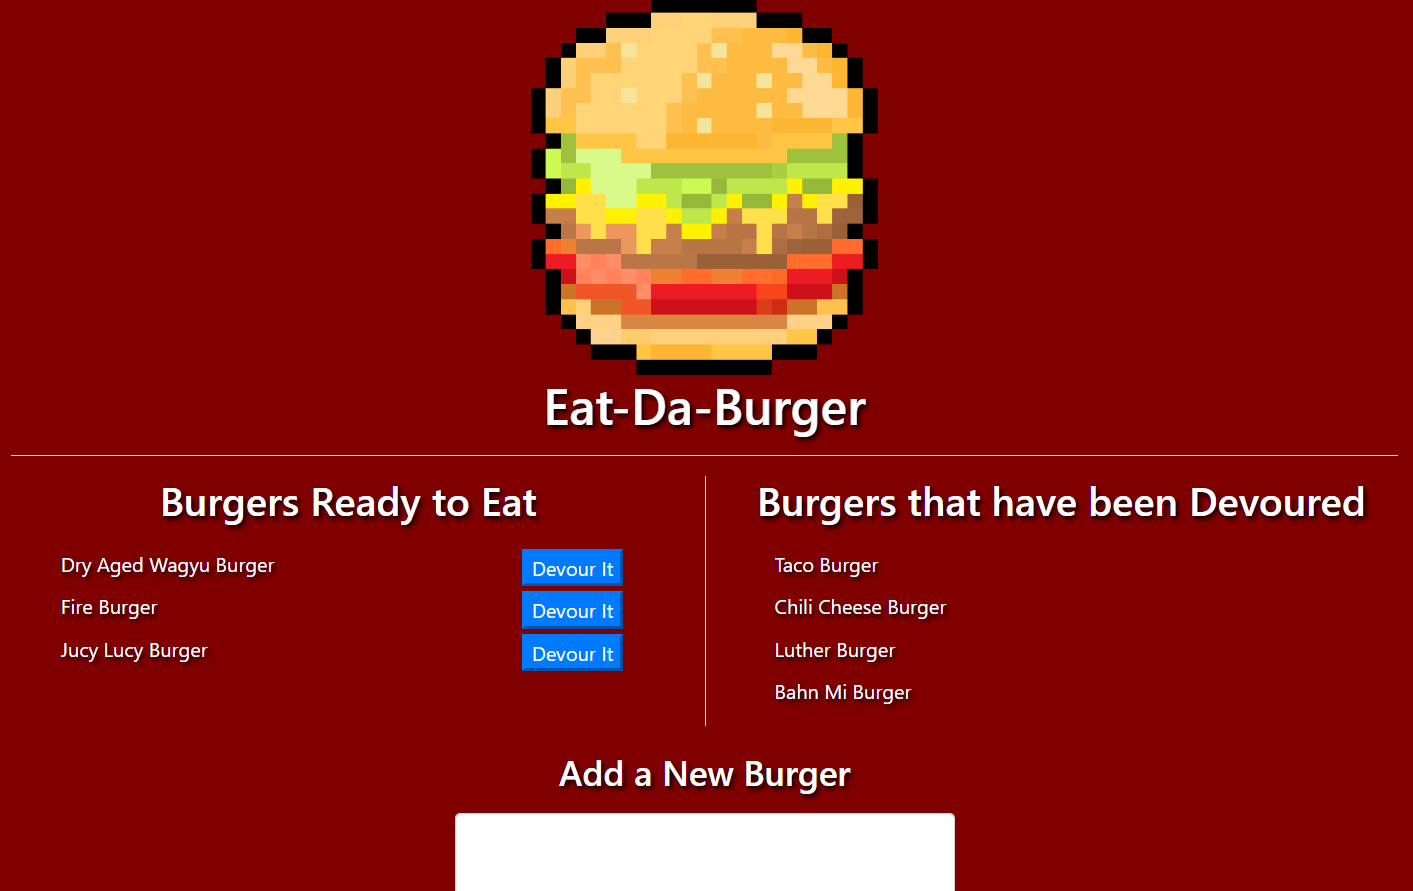 Eat-Da-Burger
Burgers Ready to Eat
Dry Aged Wagyu Burger
Devour It
Fire Burger
Devour It
Jucy Lucy Burger
Devour It
Burgers that have been Devoured
Taco Burger
Chili Cheese Burger
Luther Burger
Bahn Mi Burger
Add a New Burger